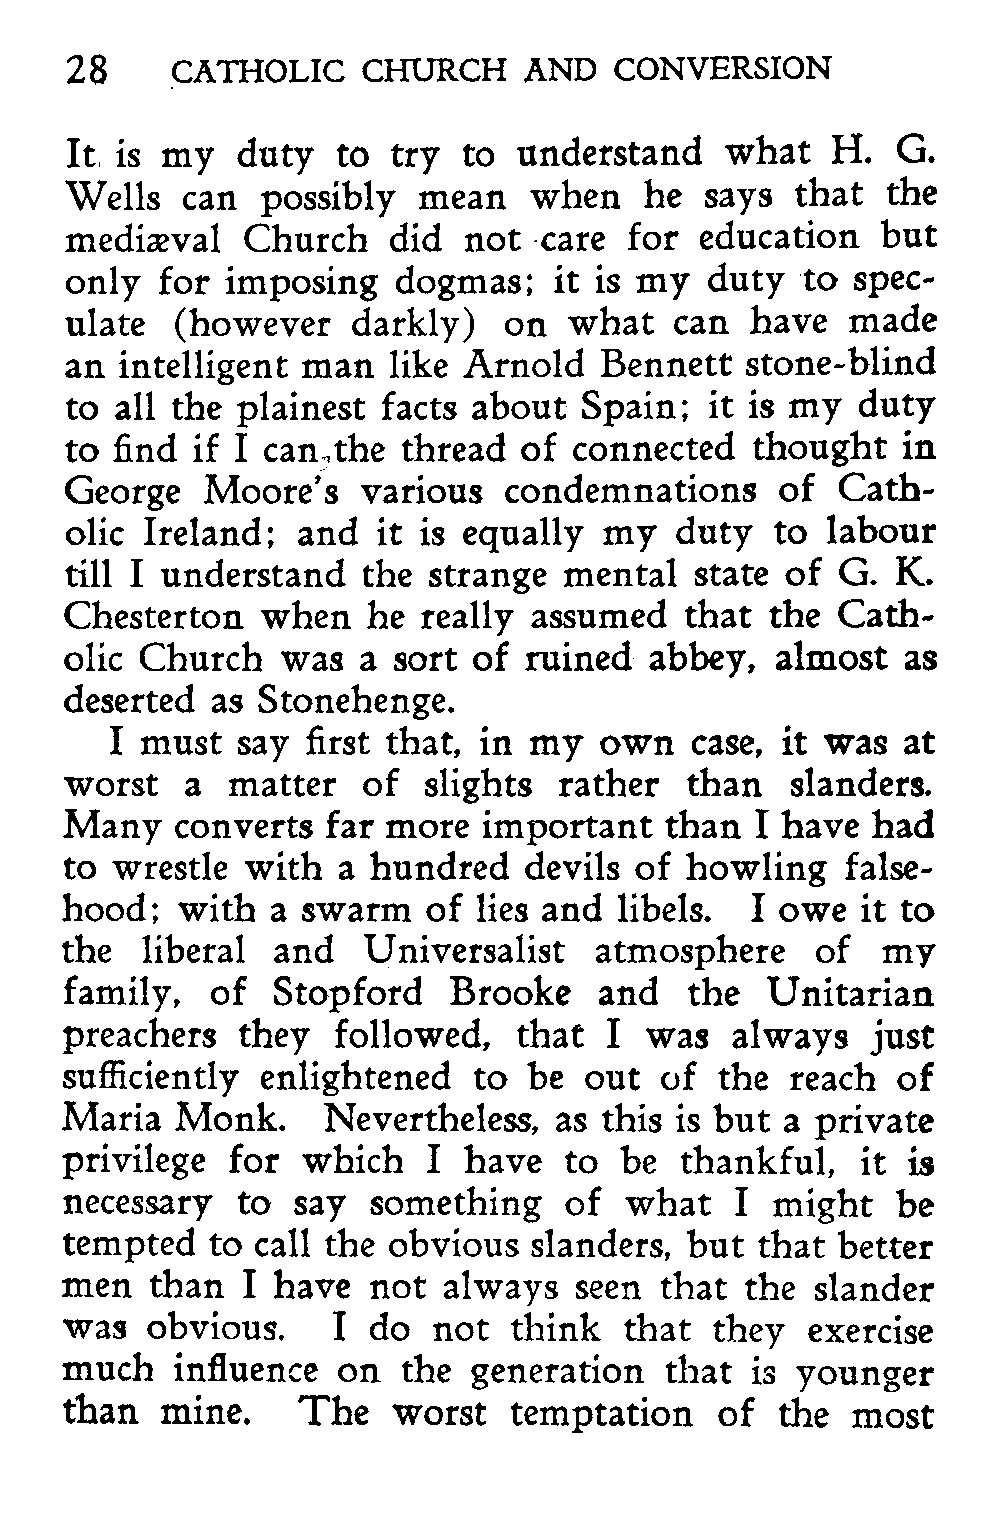 28 CATHOLIC CHURCH AND CONVERSION
It is my duty to try to understand what H. G.
Wells can possibly mean when he says that the
mediæval Church did not care for education but
only for imposing dogmas; it is my duty to spec-
ulate (however darkly) on what can have made
an intelligent man like Arnold Bennett stone-blind
to all the plainest facts about Spain; it is my duty
to find if I can, the thread of connected thought in
George Moore's various condemnations of Cath-
olic Ireland; and it is equally my duty to labour
till I understand the strange mental state of G. K.
Chesterton when he really assumed that the Cath-
olic Church was a sort of ruined abbey, almost as
deserted as Stonehenge.
I must say first that, in my own case, it was at
worst a matter of slights rather than slanders.
Many converts far more important than I have had
to wrestle with a hundred devils of howling false-
hood; with a swarm of lies and libels. I owe it to
the liberal and Universalist atmosphere of my
family, of Stopford Brooke and the Unitarian
preachers they followed, that I was always just
sufficiently enlightened to be out of the reach of
Maria Monk. Nevertheless, as this is but a private
privilege for which I have to be thankful, it is
necessary to say something of what I might be
tempted to call the obvious slanders, but that better
men than I have not always seen that the slander
was obvious. I do not think that they exercise
much influence on the generation that is younger
than mine. The worst temptation of the most